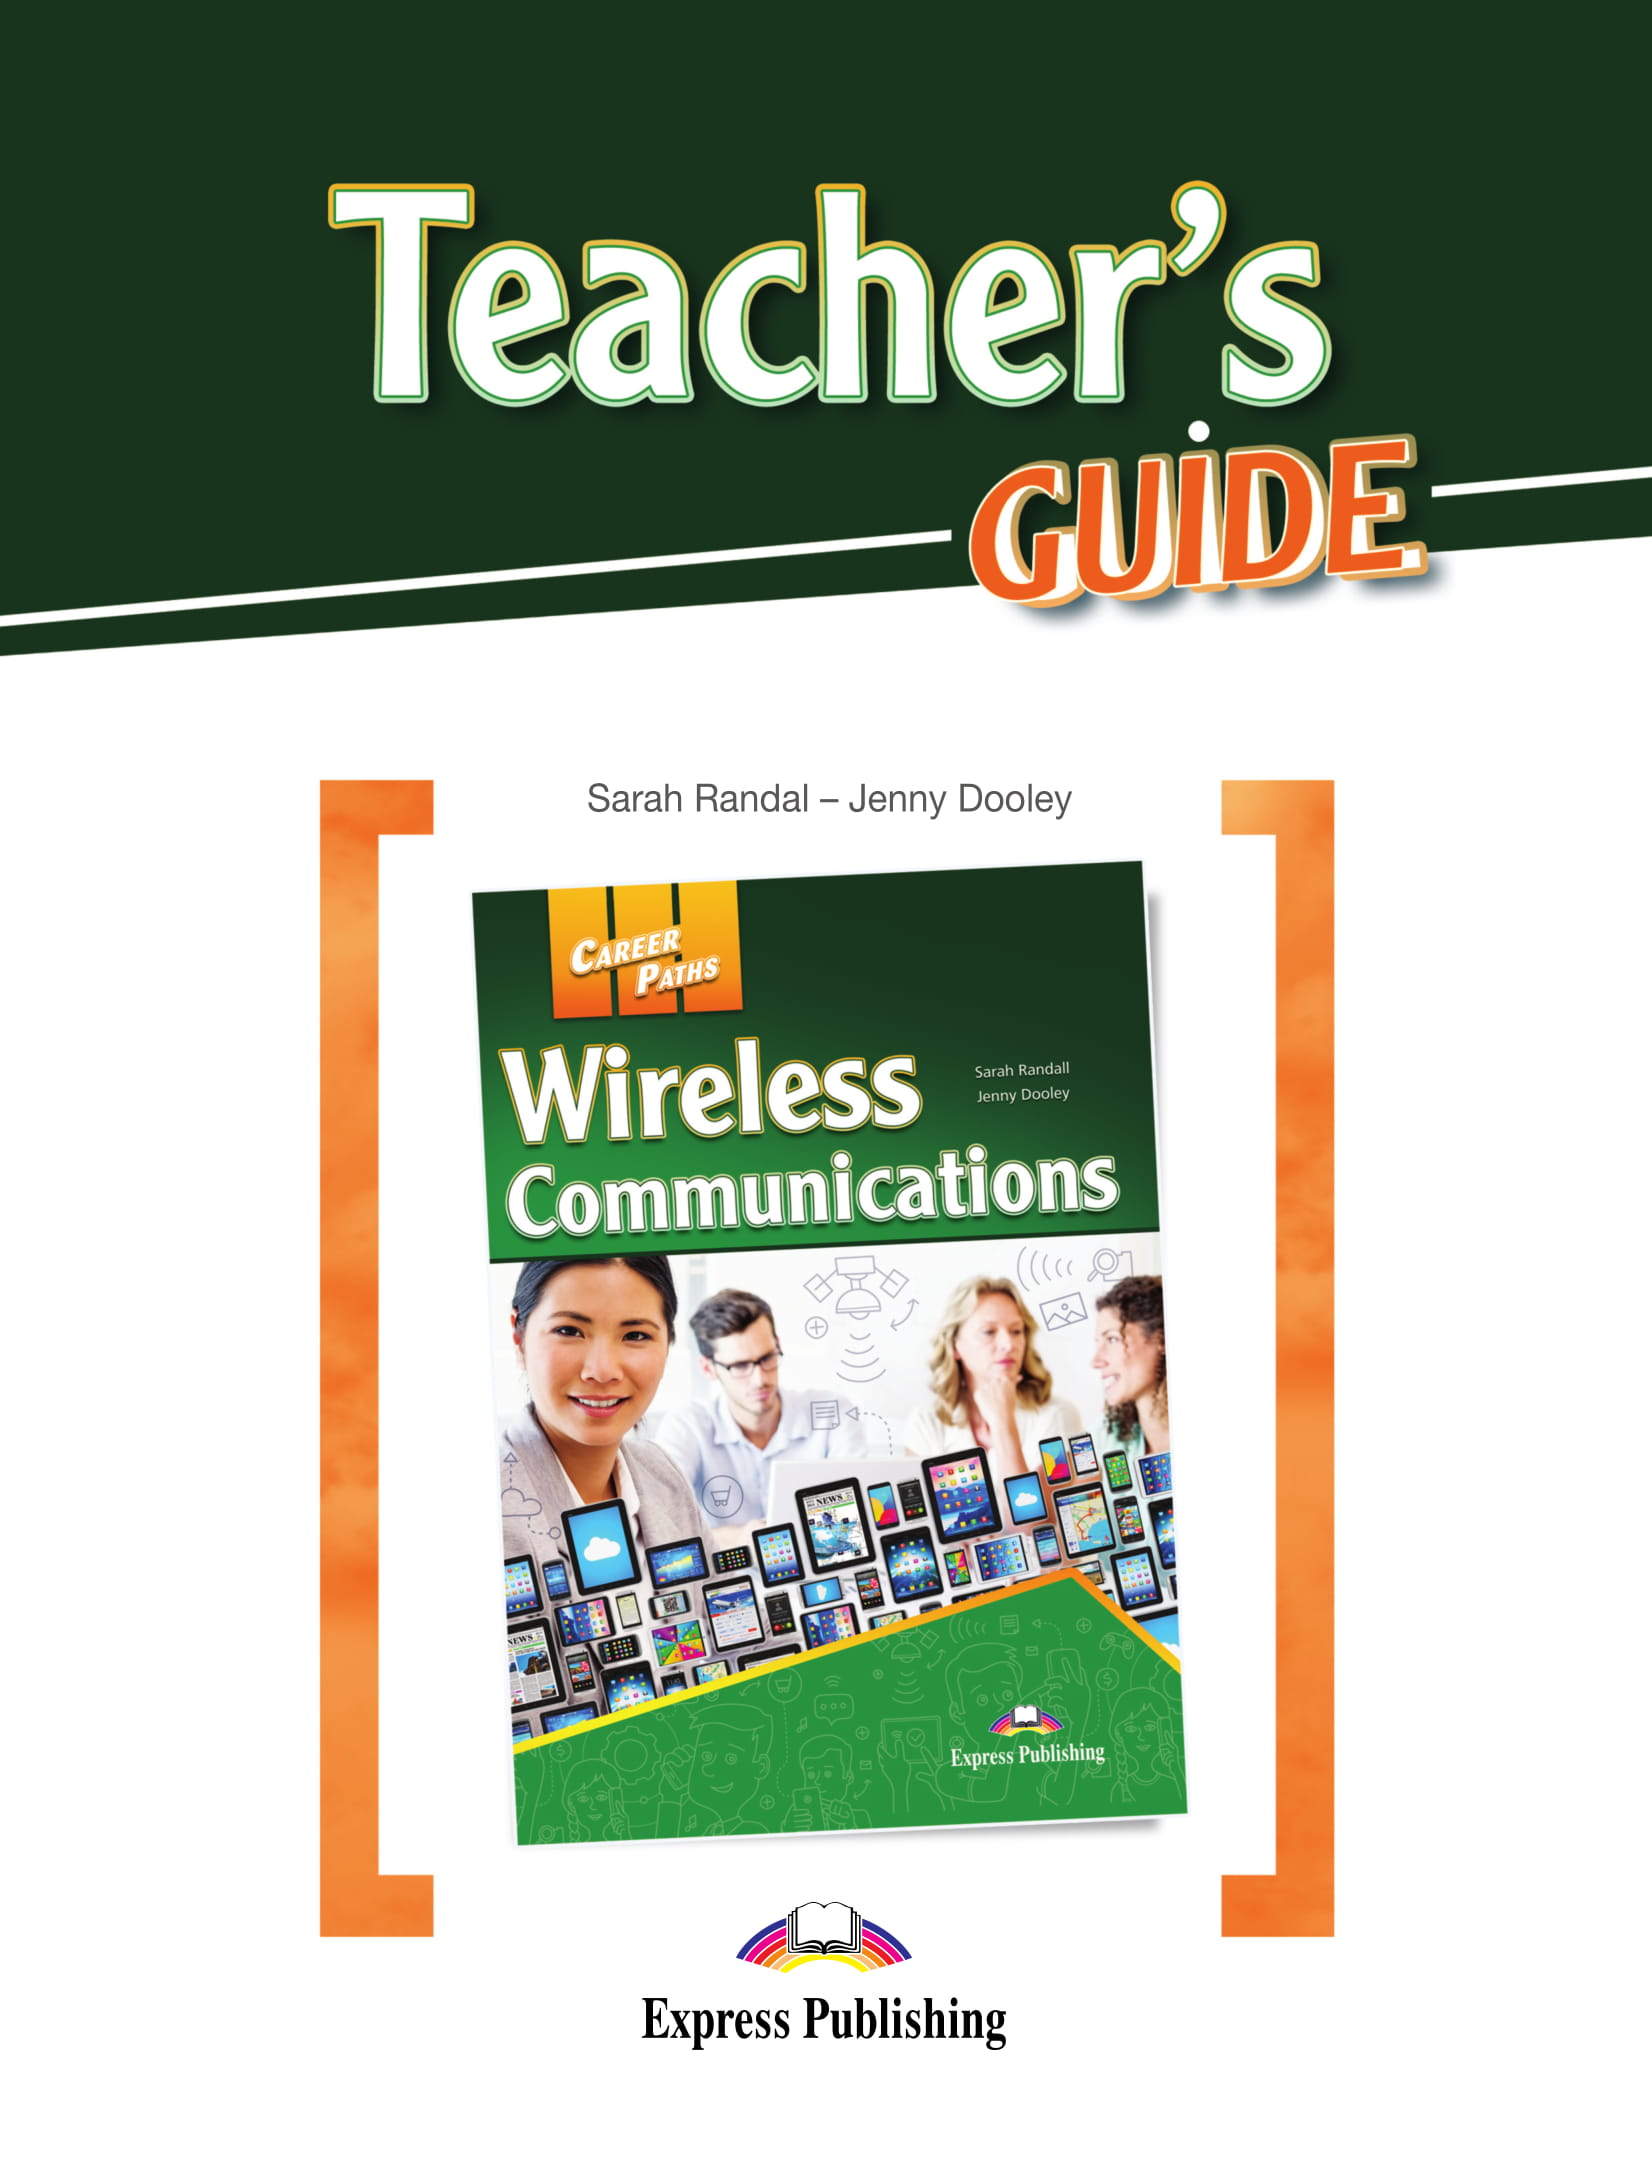 Teacher's
GUIDE
Sarah Randal – Jenny Dooley
CAREER
PATHS
Wireless
Communications
Sarah Randall
Jenny Dooley
NEWS
NEWS
Express Publishing
Express Publishing